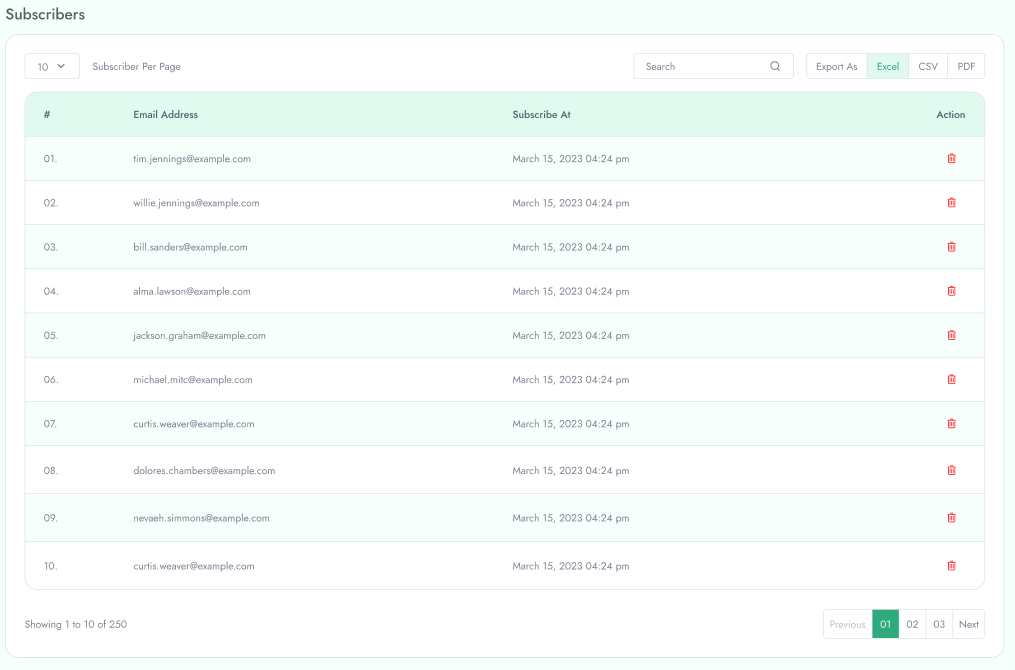 Subscribers
10 Subscriber Per Page Search Export As Excel CSV PDF
# Email Address Subscribe At Action
01. tim.jennings@example.com March 15, 2023 04:24 pm
02. willie.jennings@example.com March 15, 2023 04:24 pm
03. bill.sanders@example.com March 15, 2023 04:24 pm
04. alma.lawson@example.com March 15, 2023 04:24 pm
05. jackson.graham@example.com March 15, 2023 04:24 pm
06. michael.mitc@example.com March 15, 2023 04:24 pm
07. curtis.weaver@example.com March 15, 2023 04:24 pm
08. dolores.chambers@example.com March 15, 2023 04:24 pm
09. nevaeh.simmons@example.com March 15, 2023 04:24 pm
10. curtis.weaver@example.com March 15, 2023 04:24 pm
Showing 1 to 10 of 250 Previous 01 02 03 Next